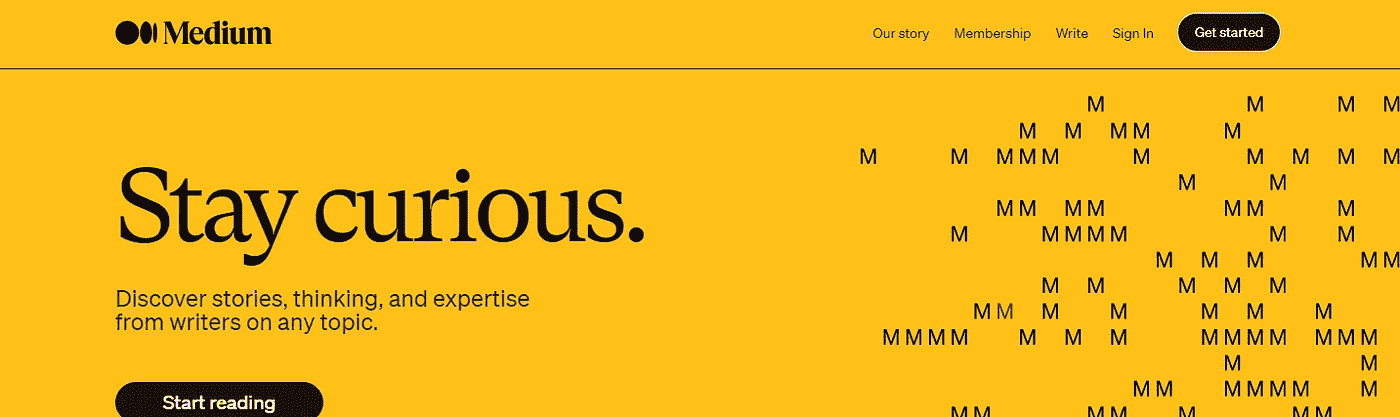 Medium
Our story Membership Write Sign In Get started
M M M M
M M M M M
M M M M M M M M M M
M M
M M M M M M M
M M M M M M M
M M M M M
M M M M M
M M M M M M M
M M M M M M M M M M M M M M
M M
M M M M M M M
Stay curious.
Discover stories, thinking, and expertise
from writers on any topic.
Start reading
M M M M M M M